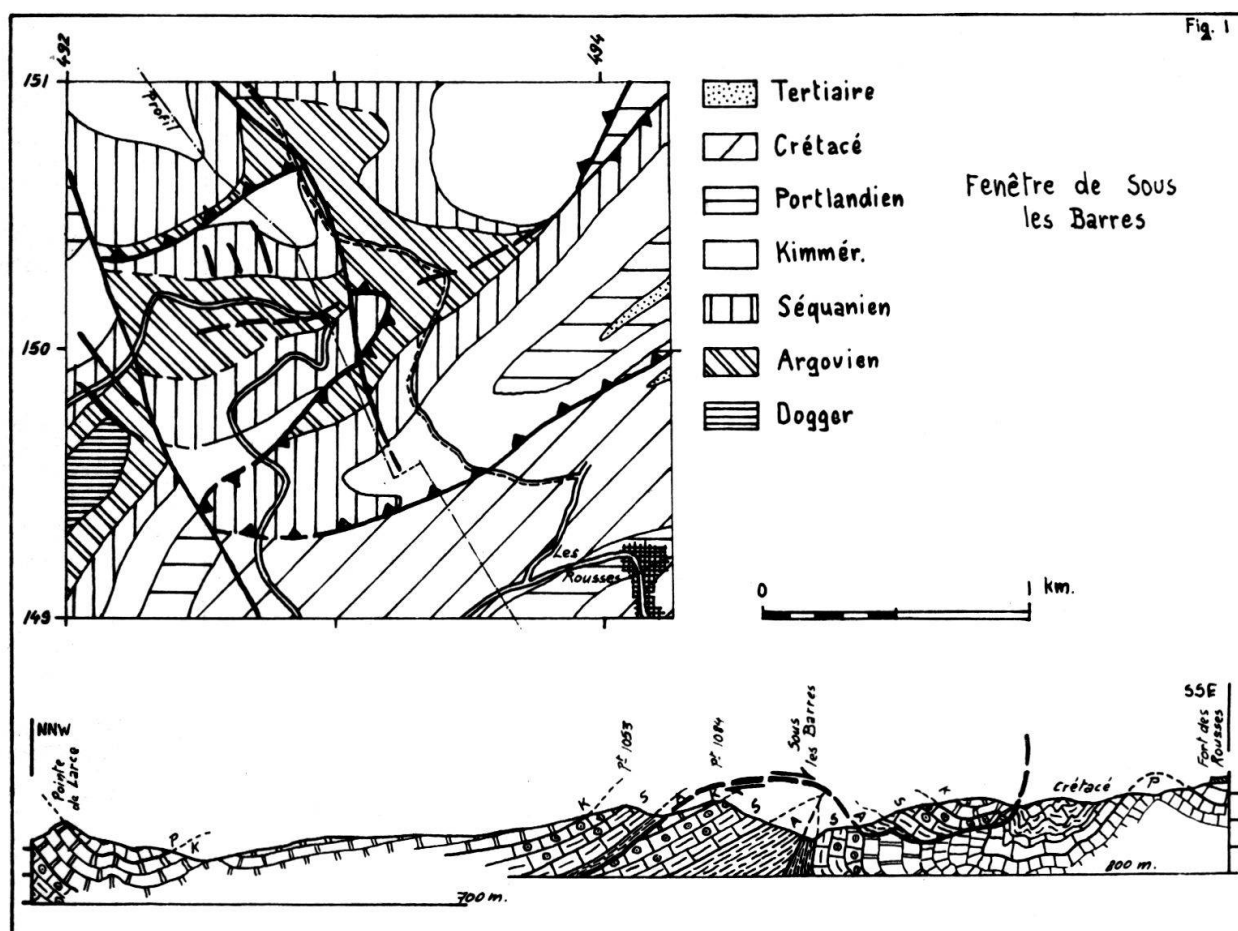 Fig. 1
492
494
151
150
149
Profil
Les
Rousses
Tertiaire
Crétacé
Portlandien
Kimmér.
Séquanien
Argovien
Dogger
Fenêtre de Sous
les Barres
0
1 km.
NNW
SSE
Pointe
de Larce
Pt 1053
Pt 1084
Sous
les Barres
Fort des
Rousses
P
K
K
S
A
K
S
A
S
A
S
K
Crétacé
P
700 m.
800 m.